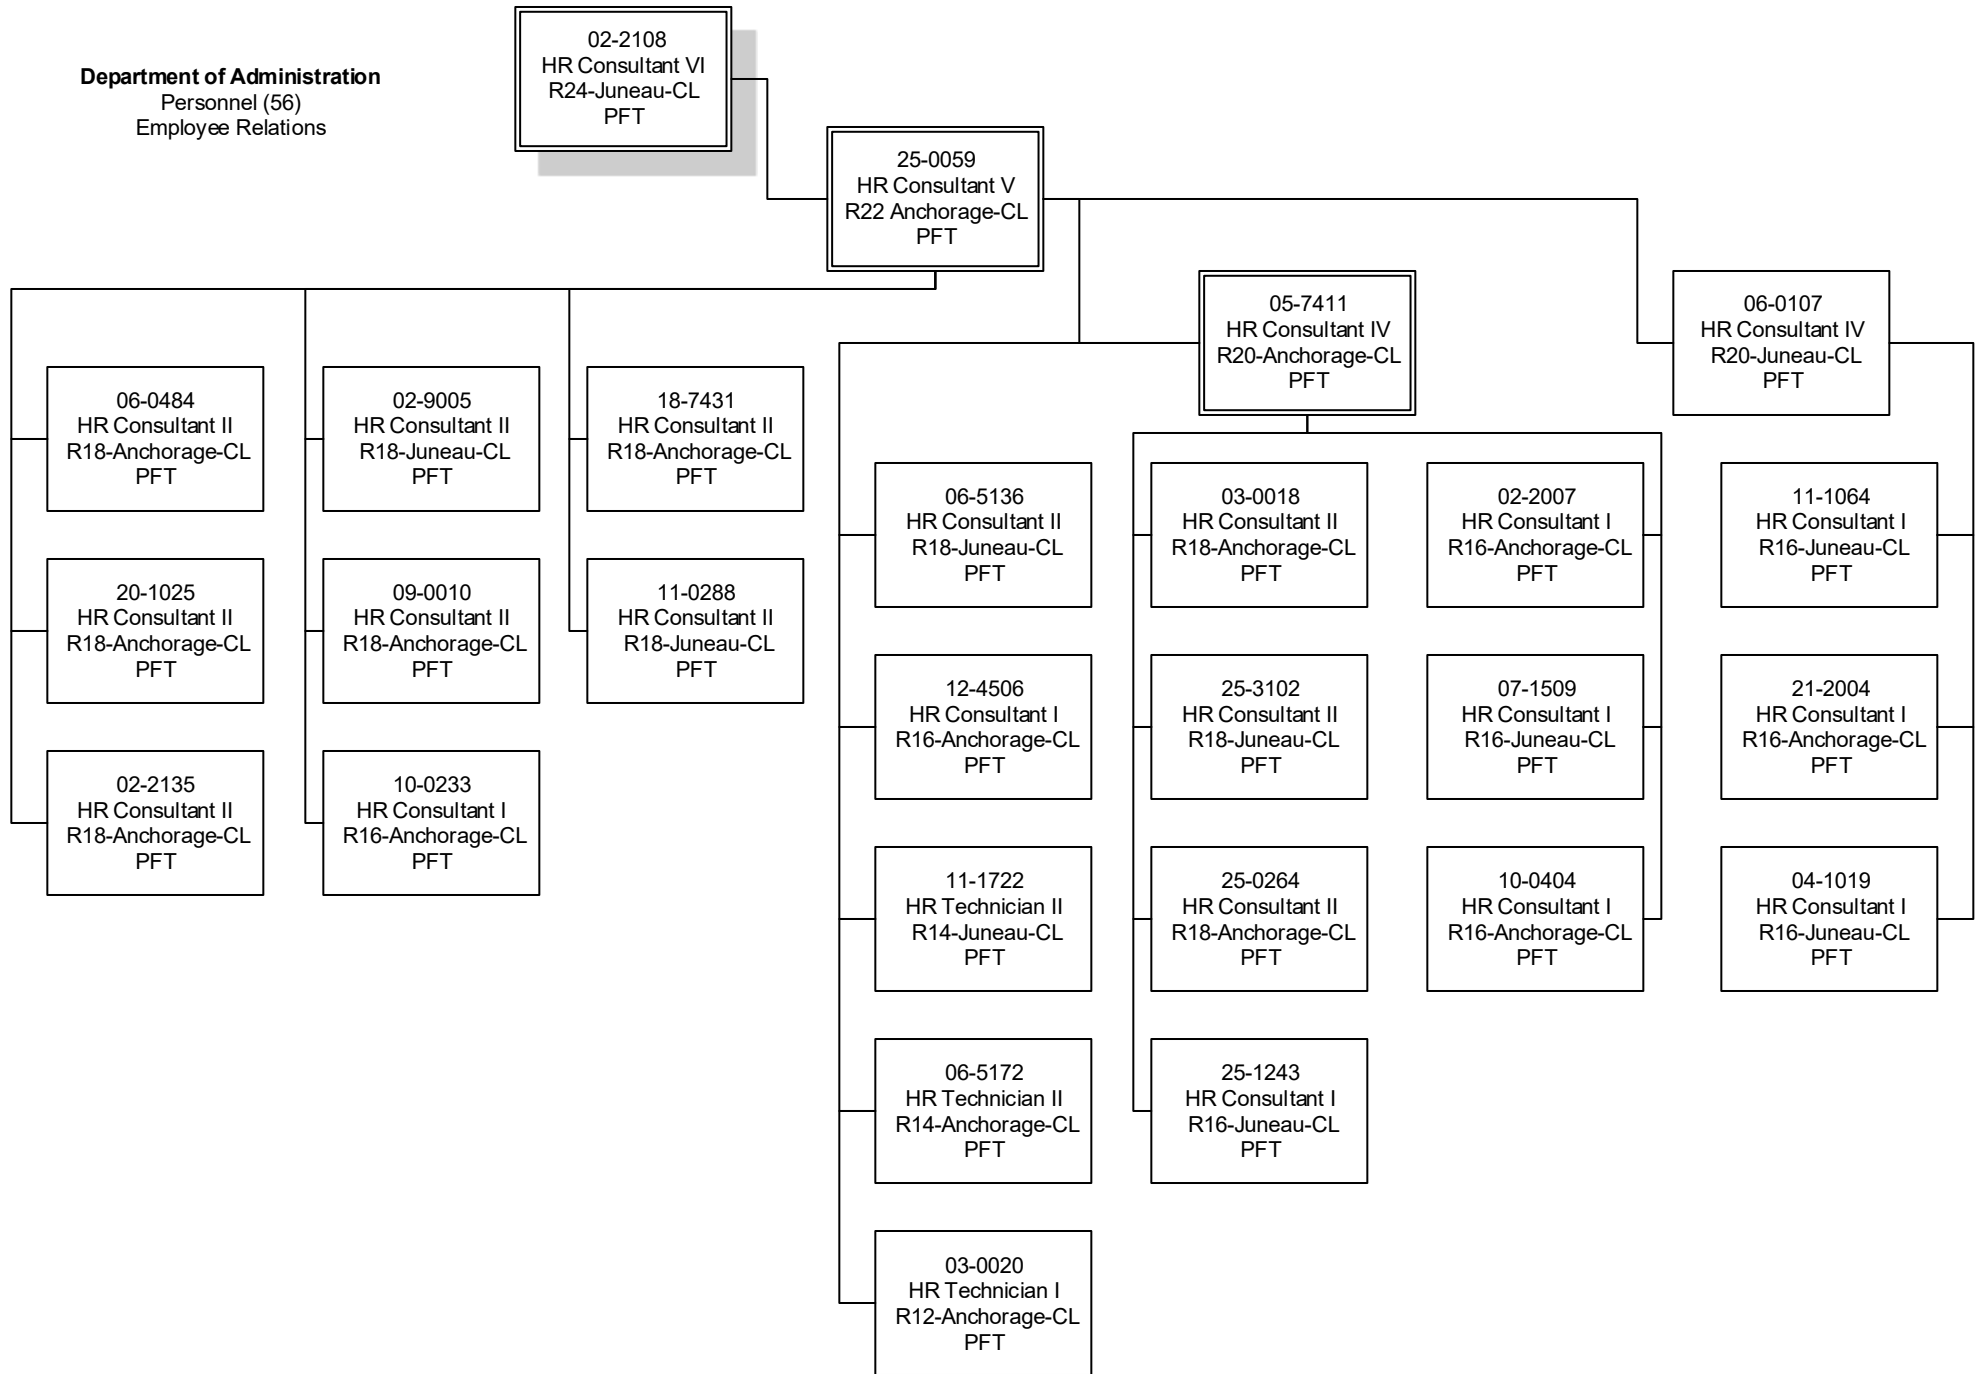 Department of Administration
Personnel (56)
Employee Relations
02-2108
HR Consultant VI
R24-Juneau-CL
PFT
25-0059
HR Consultant V
R22 Anchorage-CL
PFT
05-7411
HR Consultant IV
R20-Anchorage-CL
PFT
06-0107
HR Consultant IV
R20-Juneau-CL
PFT
06-0484
HR Consultant II
R18-Anchorage-CL
PFT
20-1025
HR Consultant II
R18-Anchorage-CL
PFT
02-2135
HR Consultant II
R18-Anchorage-CL
PFT
02-9005
HR Consultant II
R18-Juneau-CL
PFT
09-0010
HR Consultant II
R18-Anchorage-CL
PFT
10-0233
HR Consultant I
R16-Anchorage-CL
PFT
18-7431
HR Consultant II
R18-Anchorage-CL
PFT
11-0288
HR Consultant II
R18-Juneau-CL
PFT
06-5136
HR Consultant II
R18-Juneau-CL
PFT
12-4506
HR Consultant I
R16-Anchorage-CL
PFT
11-1722
HR Technician II
R14-Juneau-CL
PFT
06-5172
HR Technician II
R14-Anchorage-CL
PFT
03-0020
HR Technician I
R12-Anchorage-CL
PFT
03-0018
HR Consultant II
R18-Anchorage-CL
PFT
25-3102
HR Consultant II
R18-Juneau-CL
PFT
25-0264
HR Consultant II
R18-Anchorage-CL
PFT
25-1243
HR Consultant I
R16-Juneau-CL
PFT
02-2007
HR Consultant I
R16-Anchorage-CL
PFT
07-1509
HR Consultant I
R16-Juneau-CL
PFT
10-0404
HR Consultant I
R16-Anchorage-CL
PFT
11-1064
HR Consultant I
R16-Juneau-CL
PFT
21-2004
HR Consultant I
R16-Anchorage-CL
PFT
04-1019
HR Consultant I
R16-Juneau-CL
PFT